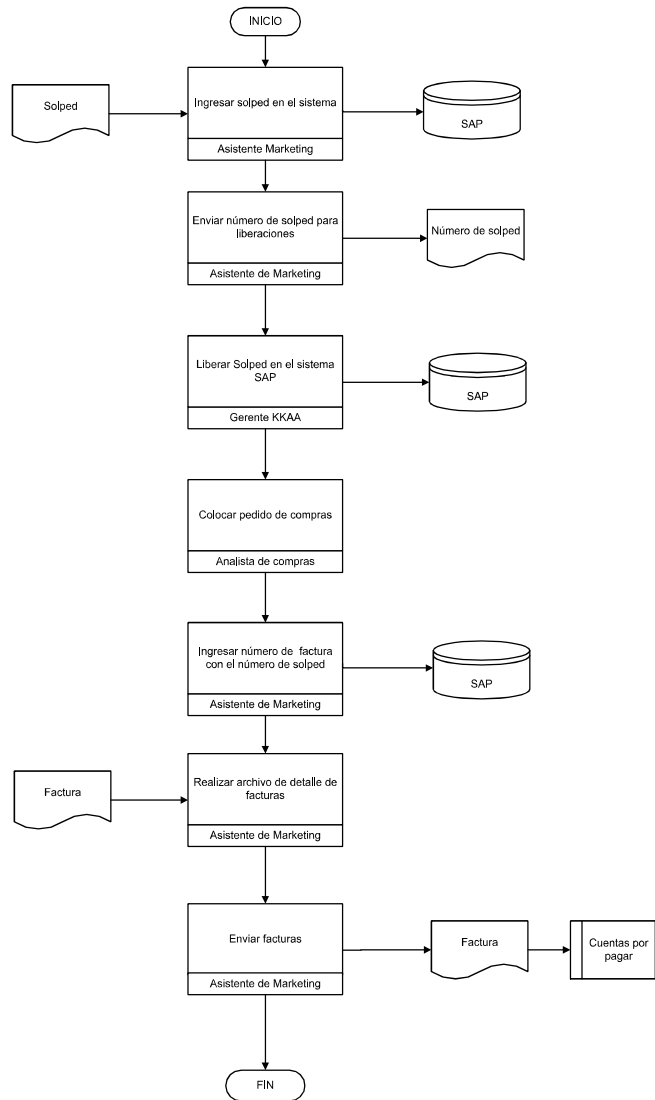 INICIO
Solped
Ingresar solped en el sistema
SAP
Asistente Marketing
Enviar número de solped para
liberaciones
Número de solped
Asistente de Marketing
Liberar Solped en el sistema
SAP
SAP
Gerente KKAA
Colocar pedido de compras
Analista de compras
Ingresar número de factura
con el número de solped
SAP
Asistente de Marketing
Factura
Realizar archivo de detalle de
facturas
Asistente de Marketing
Enviar facturas
Factura
Cuentas por
pagar
Asistente de Marketing
FIN